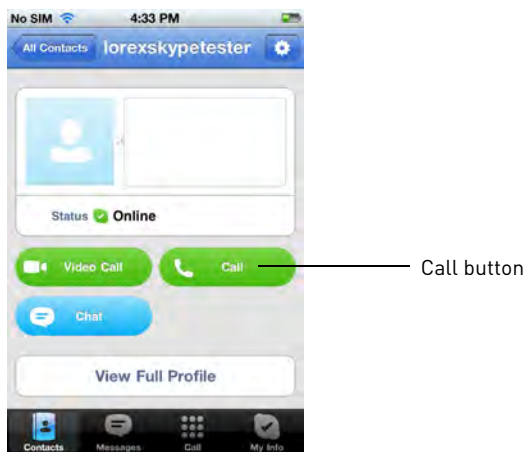 No SIM 4:33 PM
All Contacts lorexskypetester
Status Online
Video Call Call Call button
Chat
View Full Profile
Contacts Messages Call My Info